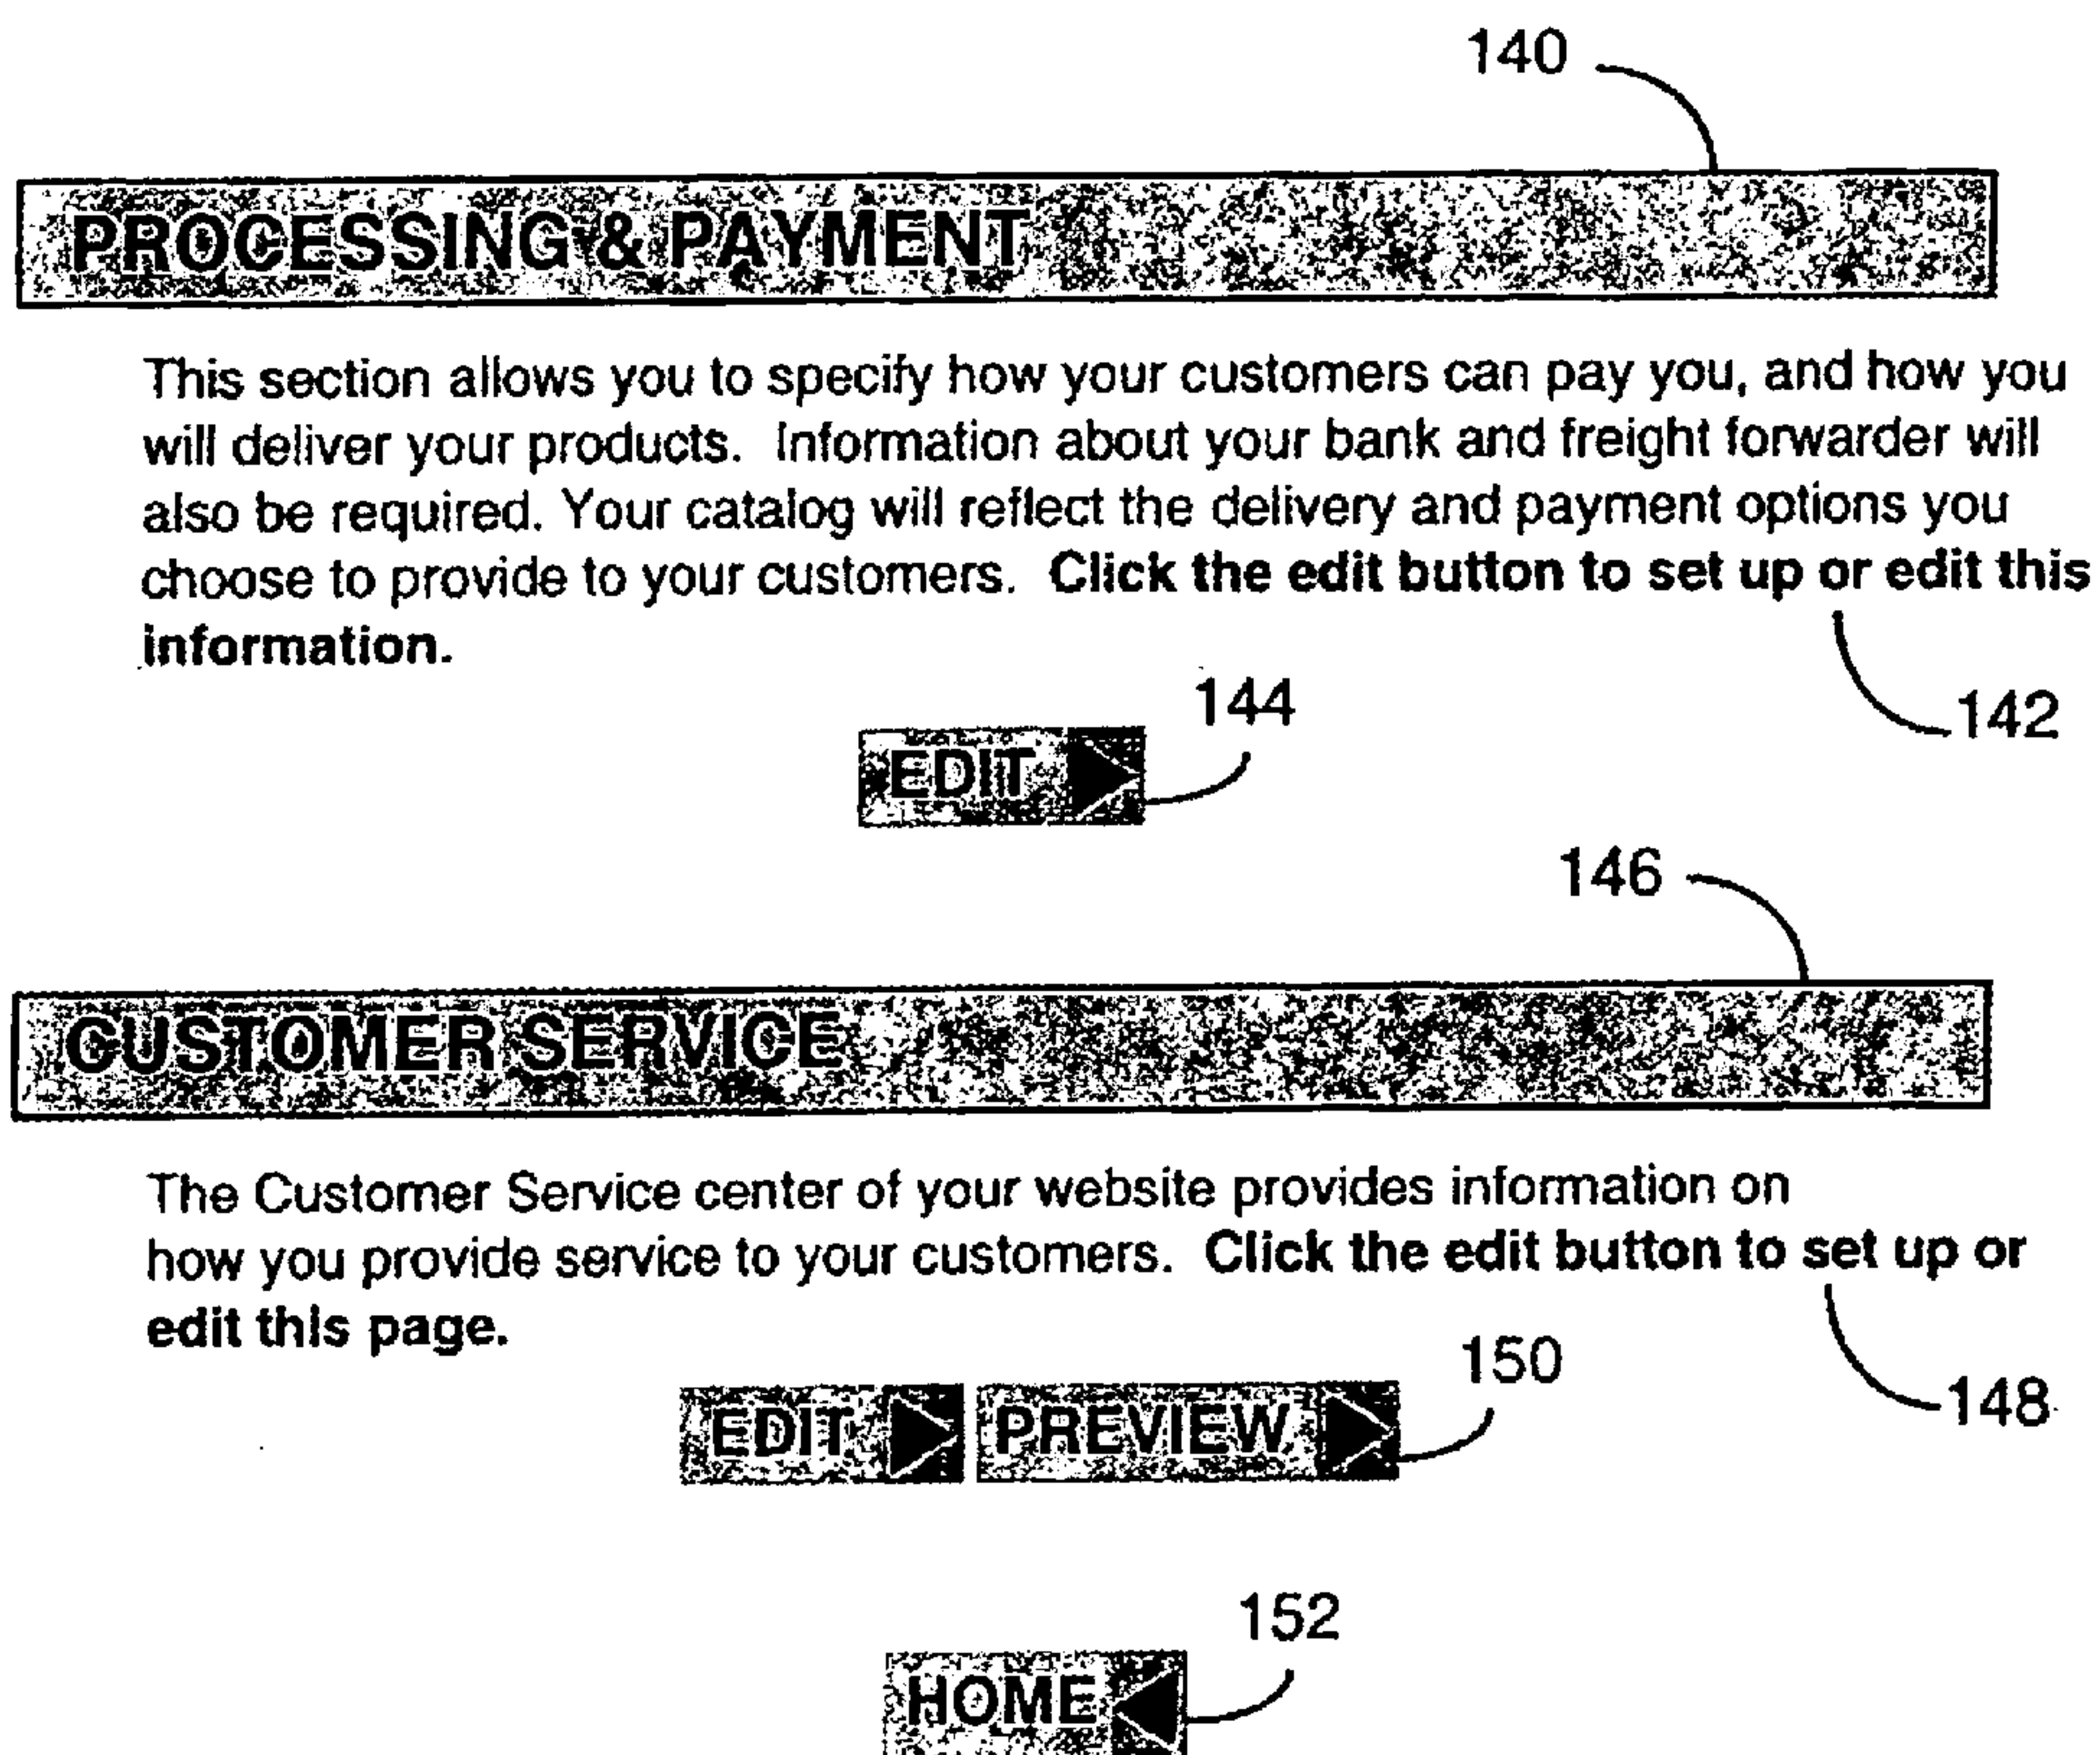 140
PROCESSING & PAYMENT
This section allows you to specify how your customers can pay you, and how you
will deliver your products. Information about your bank and freight forwarder will
also be required. Your catalog will reflect the delivery and payment options you
choose to provide to your customers. Click the edit button to set up or edit this
information.
142
144
EDIT
146
CUSTOMER SERVICE
The Customer Service center of your website provides information on
how you provide service to your customers. Click the edit button to set up or
edit this page.
148
150
EDIT PREVIEW
152
HOME